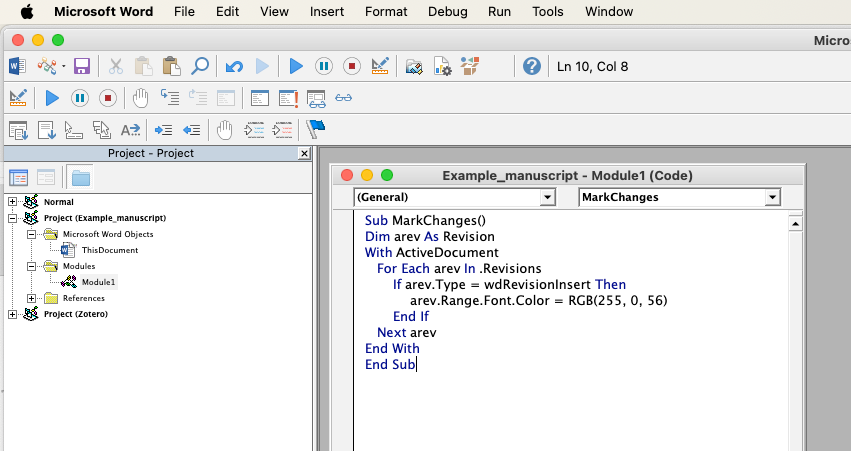 Microsoft Word File Edit View Insert Format Debug Run Tools Window
Micros
Ln 10, Col 8
Project - Project
Normal
Project (Example_manuscript)
Microsoft Word Objects
ThisDocument
Modules
Module1
References
Project (Zotero)
Example_manuscript - Module1 (Code)
(General) MarkChanges
Sub MarkChanges()
Dim arev As Revision
With ActiveDocument
For Each arev In .Revisions
If arev.Type = wdRevisionInsert Then
arev.Range.Font.Color = RGB(255, 0, 56)
End If
Next arev
End With
End Sub